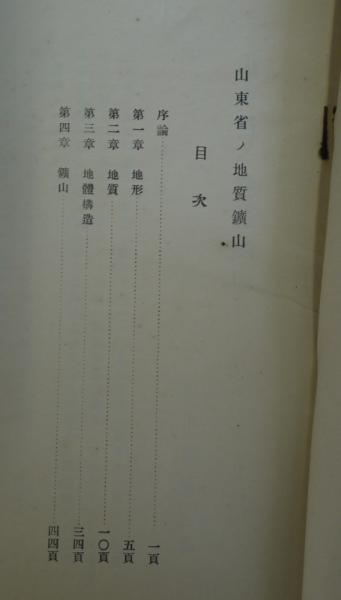 山東省ノ地質鑛山
目次
序論……………………一頁
第一章 地形……………………五頁
第二章 地質……………………一〇頁
第三章 地體構造……………………三四頁
第四章 鑛山……………………四四頁